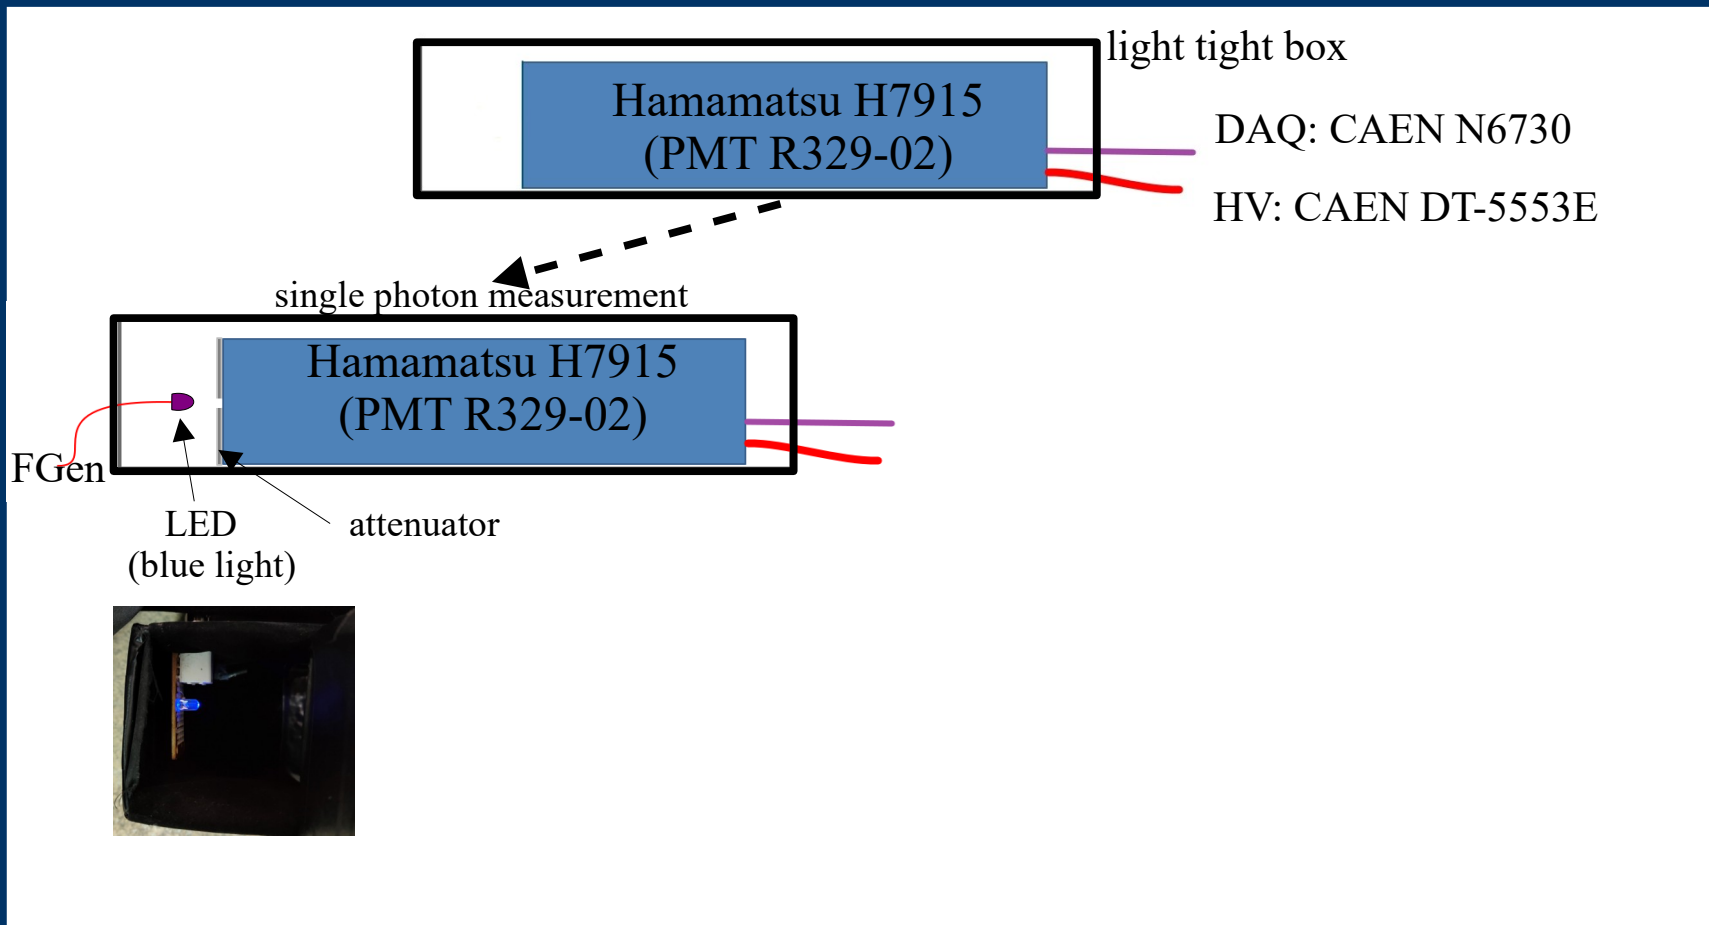 light tight box
Hamamatsu H7915
(PMT R329-02)
DAQ: CAEN N6730
HV: CAEN DT-5553E
single photon measurement
Hamamatsu H7915
(PMT R329-02)
FGen
LED
(blue light)
attenuator